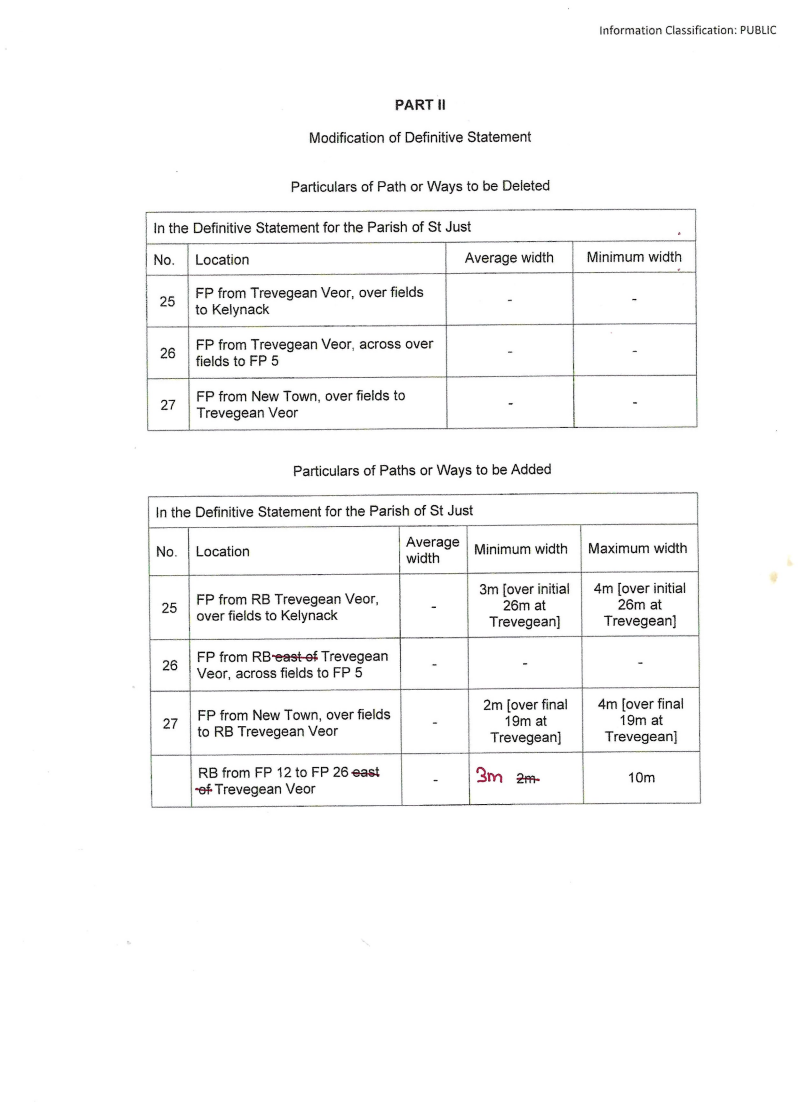 Information Classification: PUBLIC
PART II
Modification of Definitive Statement
Particulars of Path or Ways to be Deleted
In the Definitive Statement for the Parish of St Just
No. Location Average width Minimum width
25 FP from Trevegean Veor, over fields
to Kelynack - -
26 FP from Trevegean Veor, across over
fields to FP 5 - -
27 FP from New Town, over fields to
Trevegean Veor - -
Particulars of Paths or Ways to be Added
In the Definitive Statement for the Parish of St Just
No. Location Average
width Minimum width Maximum width
25 FP from RB Trevegean Veor,
over fields to Kelynack - 3m [over initial
26m at
Trevegean] 4m [over initial
26m at
Trevegean]
26 FP from RB east of Trevegean
Veor, across fields to FP 5 - - -
27 FP from New Town, over fields
to RB Trevegean Veor - 2m [over final
19m at
Trevegean] 4m [over final
19m at
Trevegean]
RB from FP 12 to FP 26 east
of Trevegean Veor - 3m 2m 10m